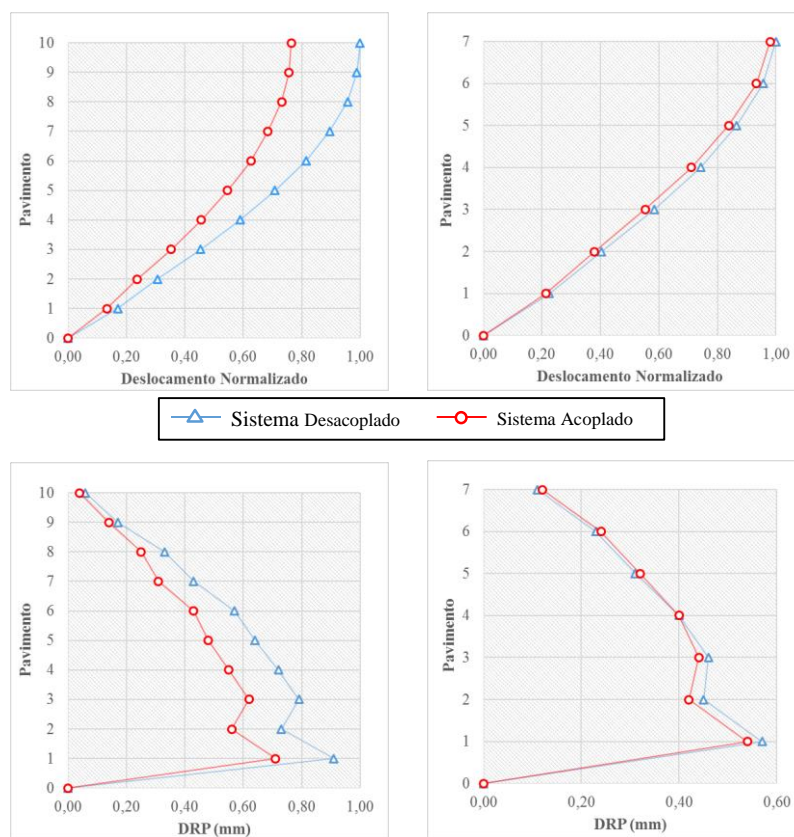 Pavimento
10
9
8
7
6
5
4
3
2
1
0
0,00 0,20 0,40 0,60 0,80 1,00
Deslocamento Normalizado
Pavimento
7
6
5
4
3
2
1
0
0,00 0,20 0,40 0,60 0,80 1,00
Deslocamento Normalizado
Sistema Desacoplado Sistema Acoplado
Pavimento
10
9
8
7
6
5
4
3
2
1
0
0,00 0,20 0,40 0,60 0,80 1,00
DRP (mm)
Pavimento
7
6
5
4
3
2
1
0
0,00 0,20 0,40 0,60
DRP (mm)